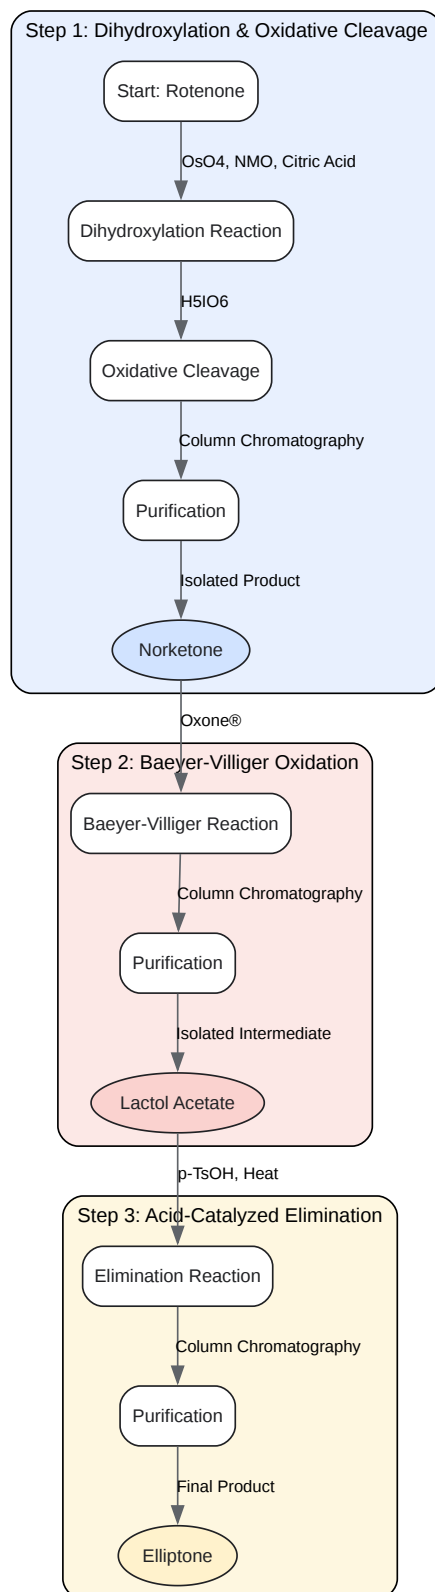 Step 1: Dihydroxylation & Oxidative Cleavage
Start: Rotenone
OsO4, NMO, Citric Acid
Dihydroxylation Reaction
H5IO6
Oxidative Cleavage
Column Chromatography
Purification
Isolated Product
Norketone
Oxone®
Step 2: Baeyer-Villiger Oxidation
Baeyer-Villiger Reaction
Column Chromatography
Purification
Isolated Intermediate
Lactol Acetate
p-TsOH, Heat
Step 3: Acid-Catalyzed Elimination
Elimination Reaction
Column Chromatography
Purification
Final Product
Elliptone